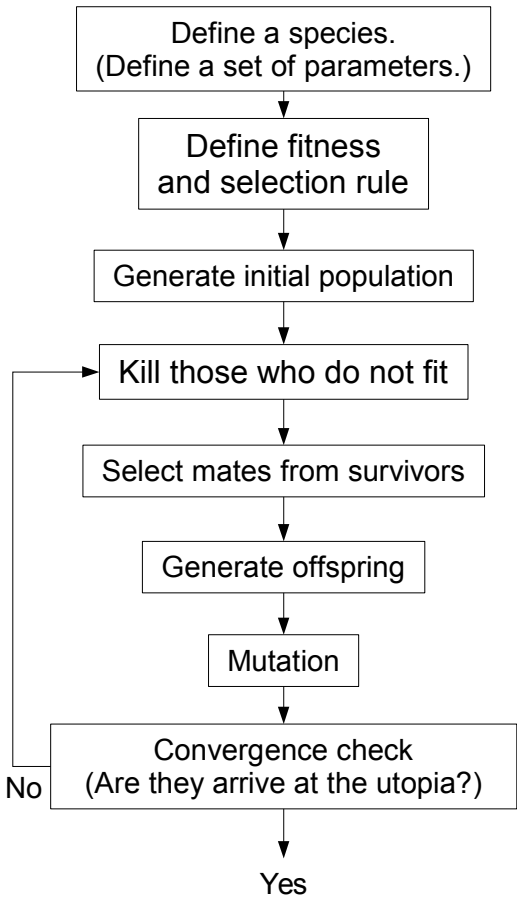 Define a species.
(Define a set of parameters.)
Define fitness
and selection rule
Generate initial population
Kill those who do not fit
Select mates from survivors
Generate offspring
Mutation
Convergence check
(Are they arrive at the utopia?)
No
Yes